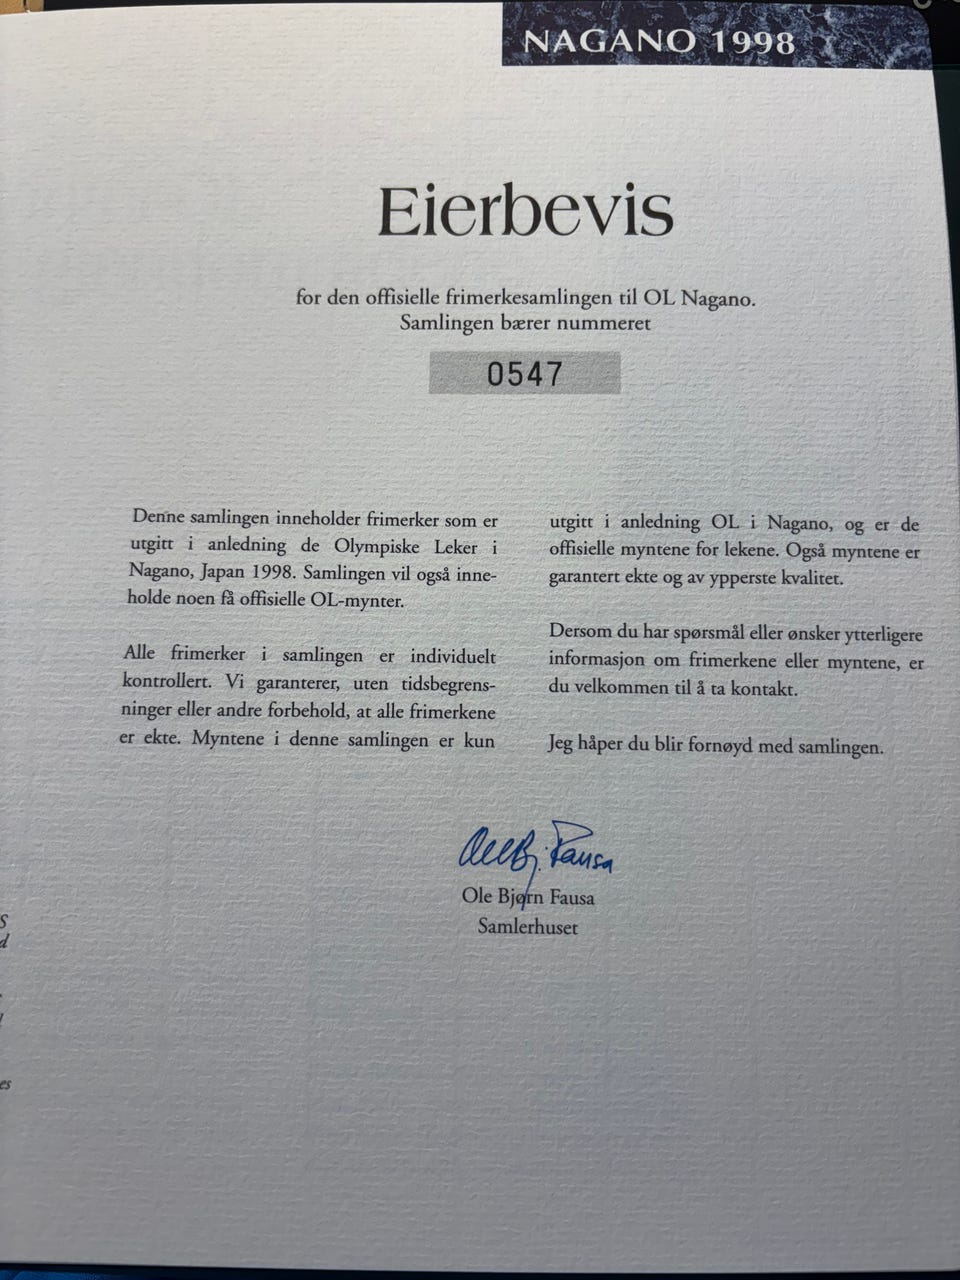 NAGANO 1998
Eierbevis
for den offisielle frimerkesamlingen til OL Nagano.
Samlingen bærer nummeret
0547
Denne samlingen inneholder frimerker som er
utgitt i anledning de Olympiske Leker i
Nagano, Japan 1998. Samlingen vil også inne-
holde noen få offisielle OL-mynter.
Alle frimerker i samlingen er individuelt
kontrollert. Vi garanterer, uten tidsbegrens-
ninger eller andre forbehold, at alle frimerkene
er ekte. Myntene i denne samlingen er kun
utgitt i anledning OL i Nagano, og er de
offisielle myntene for lekene. Også myntene er
garantert ekte og av ypperste kvalitet.
Dersom du har spørsmål eller ønsker ytterligere
informasjon om frimerkene eller myntene, er
du velkommen til å ta kontakt.
Jeg håper du blir fornøyd med samlingen.
Ole Bj. Fausa
Ole Bjørn Fausa
Samlerhuset